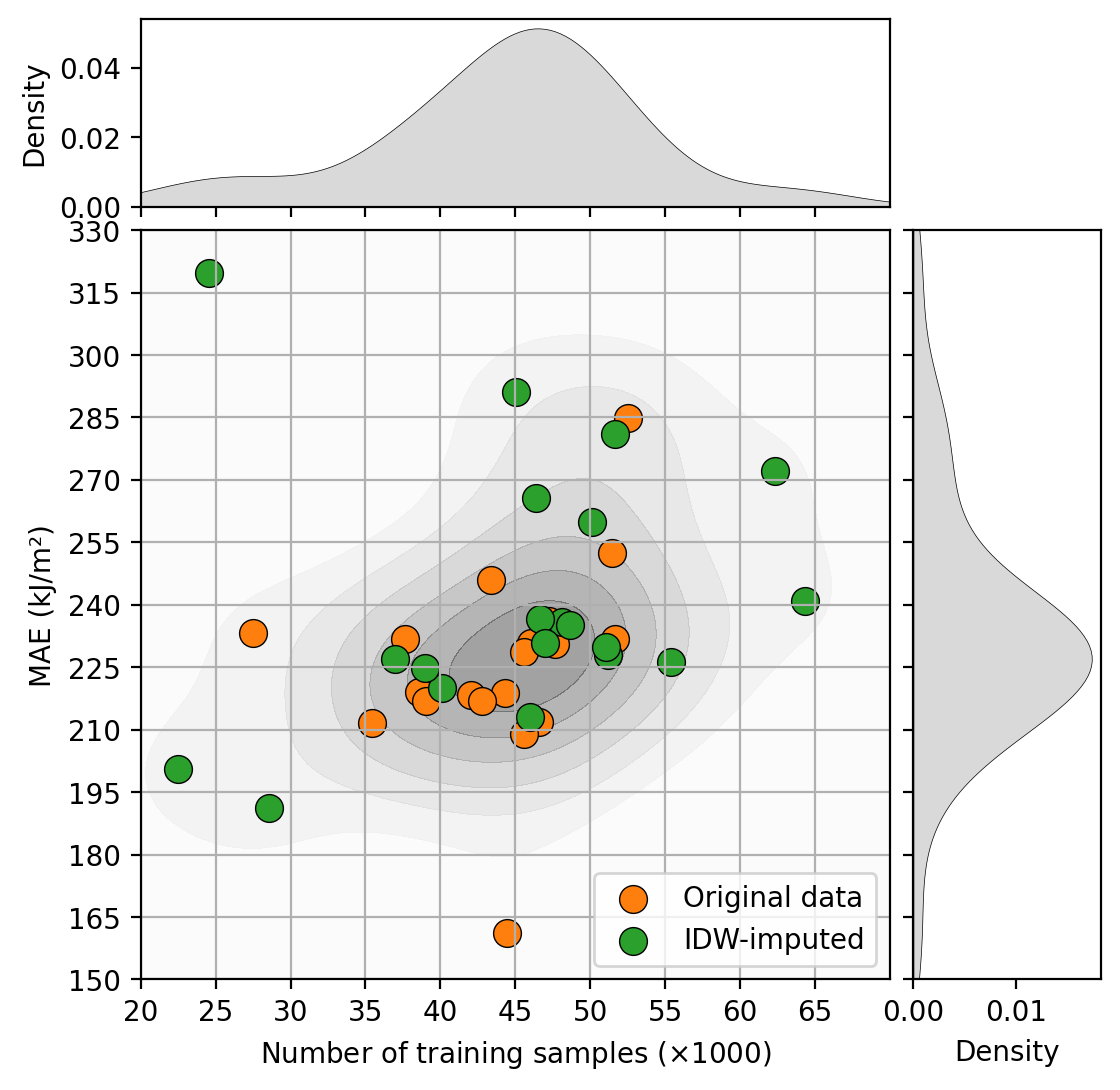 Density
0.04
0.02
0.00
330
315
300
285
270
255
240
225
210
195
180
165
150
MAE (kJ/m²)
Original data
IDW-imputed
20 25 30 35 40 45 50 55 60 65
Number of training samples (×1000)
0.00 0.01
Density